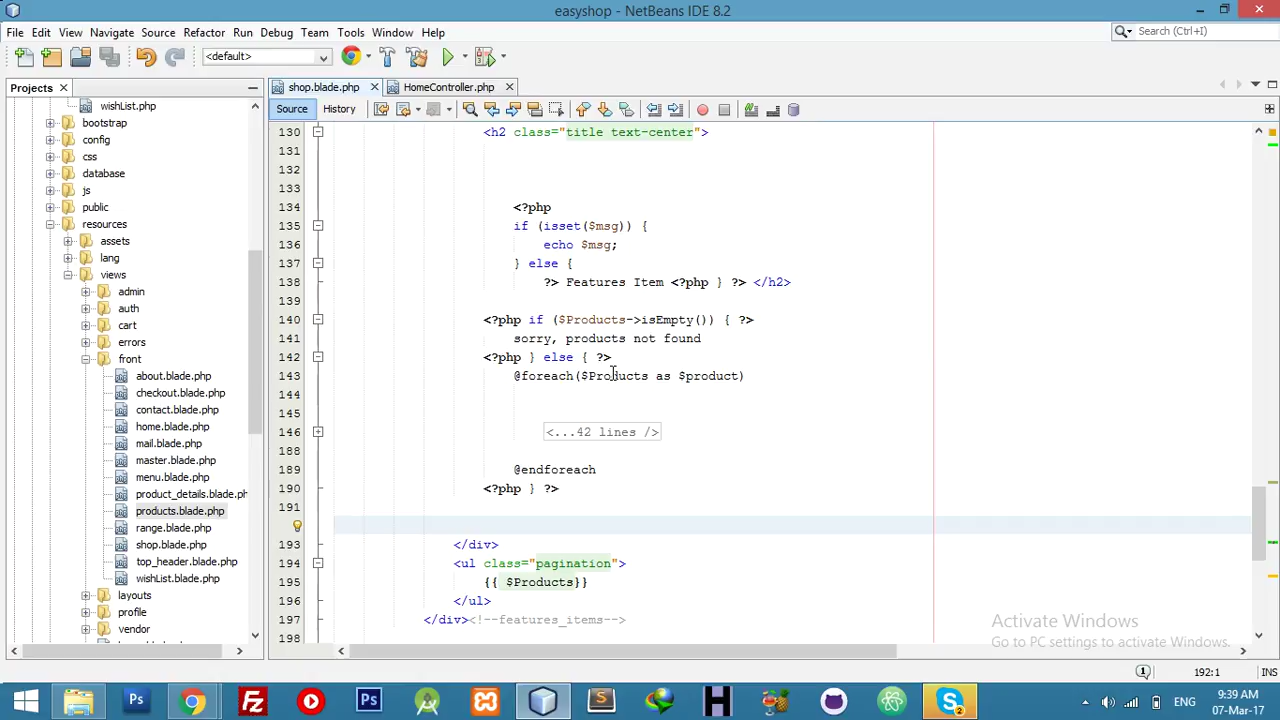 easyshop - NetBeans IDE 8.2
File Edit View Navigate Source Refactor Run Debug Team Tools Window Help
Search (Ctrl+I)
<default>
Projects
shop.blade.php
HomeController.php
Source History
wishList.php
bootstrap
config
css
database
js
public
resources
assets
lang
views
admin
auth
cart
errors
front
about.blade.php
checkout.blade.php
contact.blade.php
home.blade.php
mail.blade.php
master.blade.php
menu.blade.php
product_details.blade.ph
products.blade.php
range.blade.php
shop.blade.php
top_header.blade.php
wishList.blade.php
layouts
profile
vendor
130 <h2 class="title text-center">
131
132
133
134 <?php
135 if (isset($msg)) {
136 echo $msg;
137 } else {
138 ?> Features Item <?php } ?> </h2>
139
140 <?php if ($Products->isEmpty()) { ?>
141 sorry, products not found
142 <?php } else { ?>
143 @foreach($Products as $product)
144
145
146 <...42 lines />
188
189 @endforeach
190 <?php } ?>
191
193 </div>
194 <ul class="pagination">
195 {{ $Products}}
196 </ul>
197 </div><!--features_items-->
198
Activate Windows
Go to PC settings to activate Windows.
192:1
INS
ENG
9:39 AM
07-Mar-17